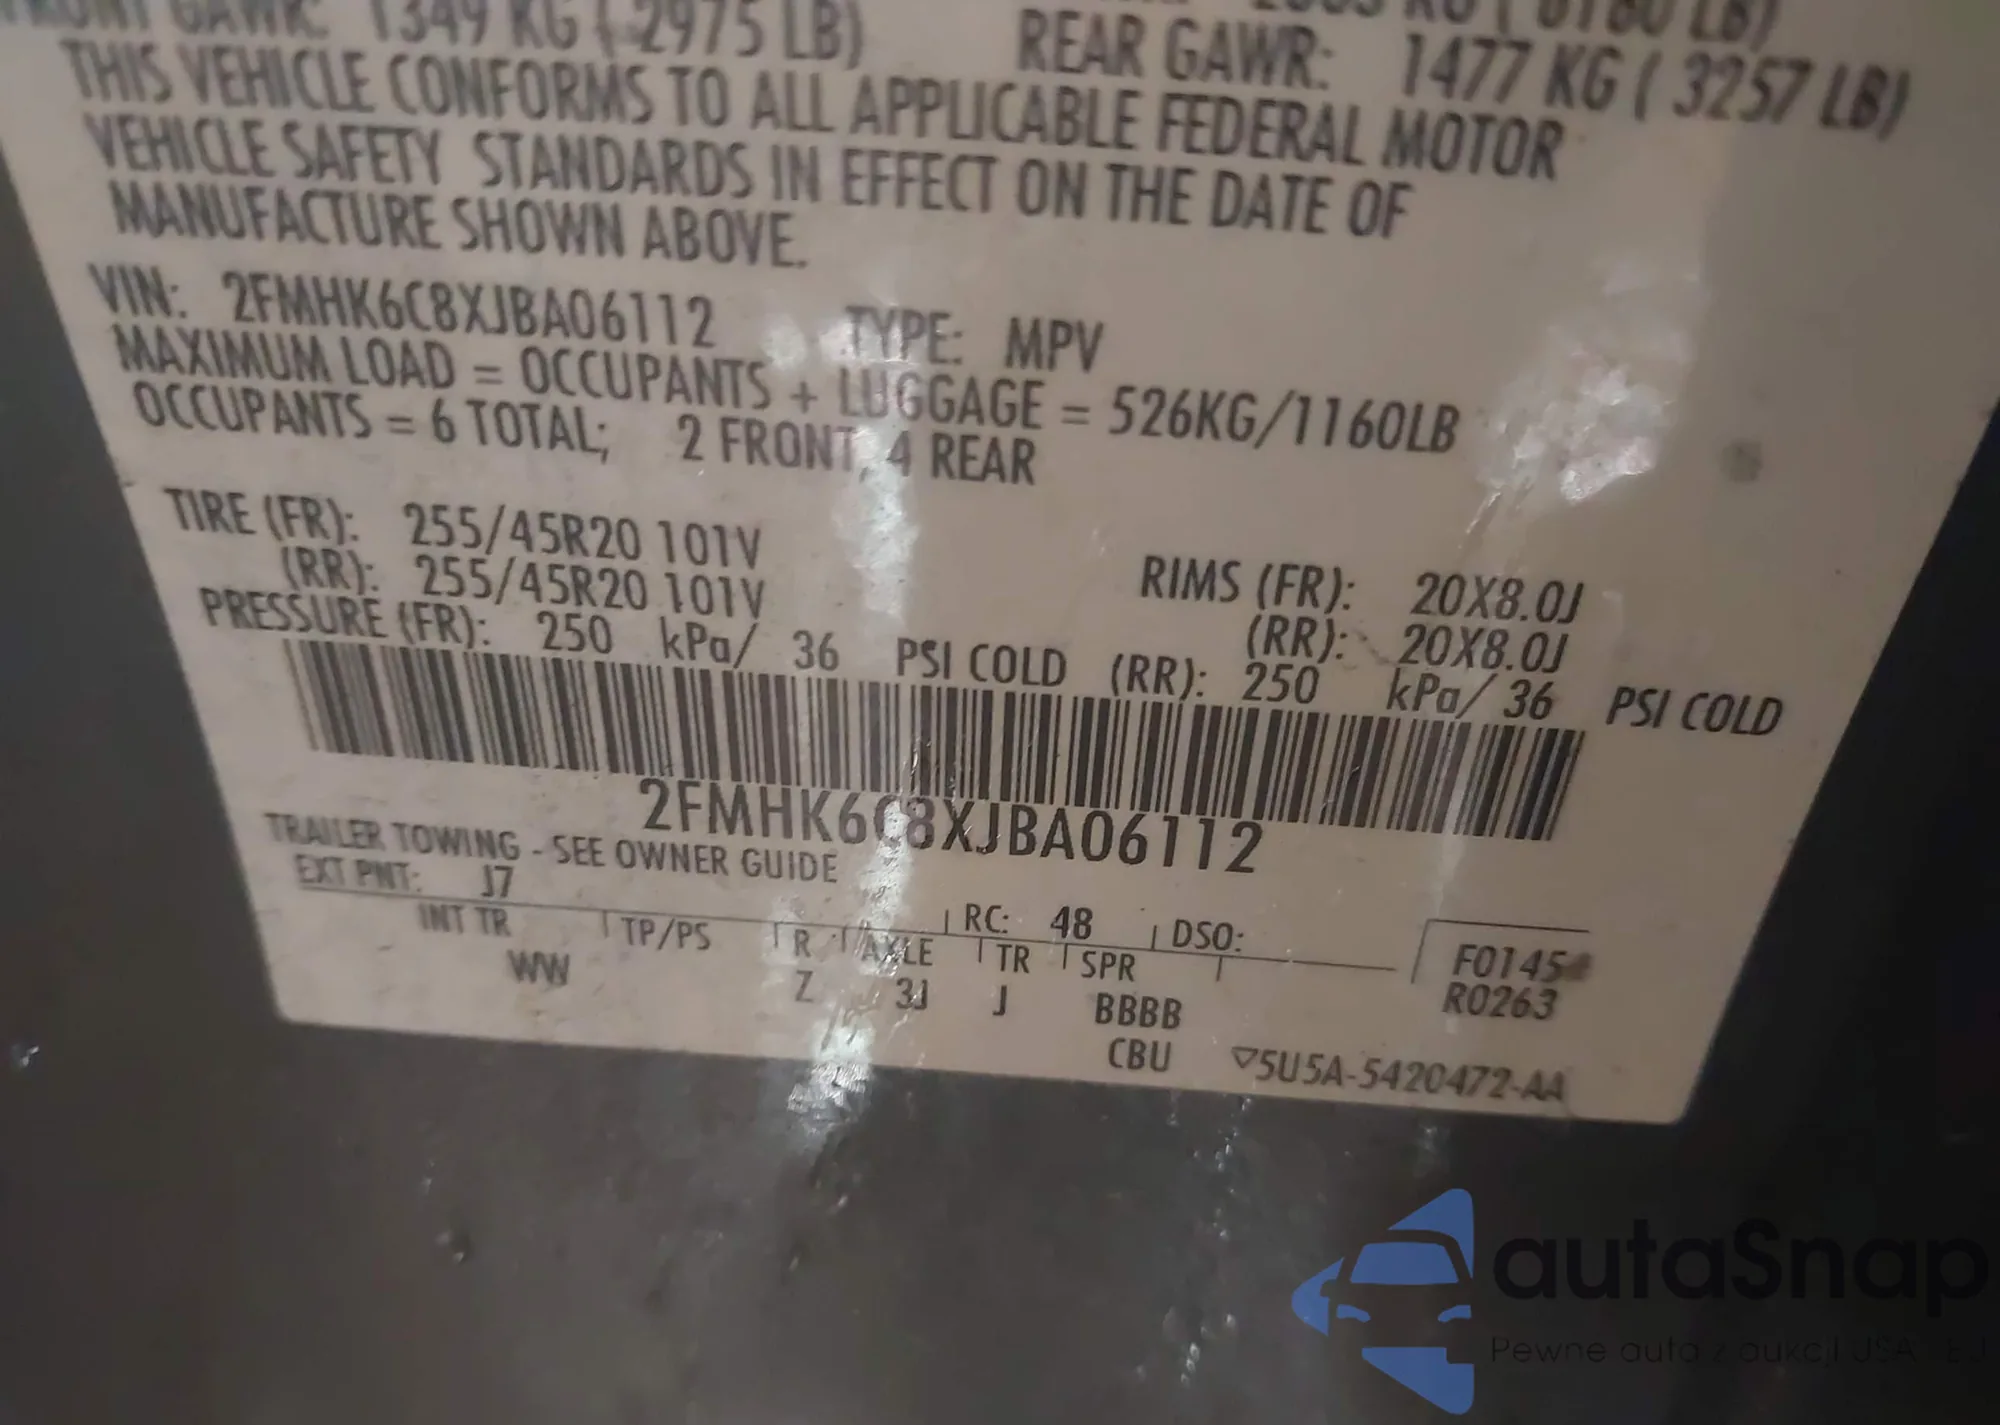 FRONT GAWR: 1349 KG ( 2975 LB)
REAR GAWR: 1477 KG ( 3257 LB)
THIS VEHICLE CONFORMS TO ALL APPLICABLE FEDERAL MOTOR
VEHICLE SAFETY STANDARDS IN EFFECT ON THE DATE OF
MANUFACTURE SHOWN ABOVE.
VIN: 2FMHK6C8XJBA06112 TYPE: MPV
MAXIMUM LOAD = OCCUPANTS + LUGGAGE = 526KG/1160LB
OCCUPANTS = 6 TOTAL; 2 FRONT, 4 REAR
TIRE (FR): 255/45R20 101V RIMS (FR): 20X8.0J
(RR): 255/45R20 101V (RR): 20X8.0J
PRESSURE (FR): 250 kPa/ 36 PSI COLD (RR): 250 kPa/ 36 PSI COLD
2FMHK6C8XJBA06112
TRAILER TOWING - SEE OWNER GUIDE
EXT PNT: J7 RC: 48 DSO:
INT TR TP/PS R AXLE TR SPR
WW Z 3J J BBBB
CBU
F0145
R0263
▽5U5A-5420472-AA
autaSnap
Pewne auta z aukcji USA